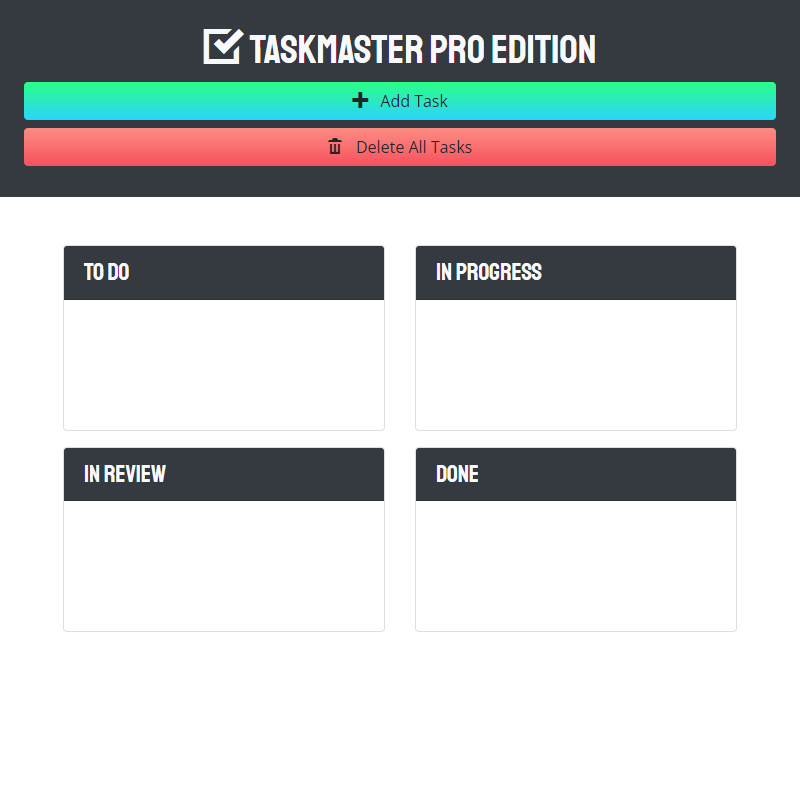 TASKMASTER PRO EDITION
Add Task
Delete All Tasks
TO DO
IN PROGRESS
IN REVIEW
DONE